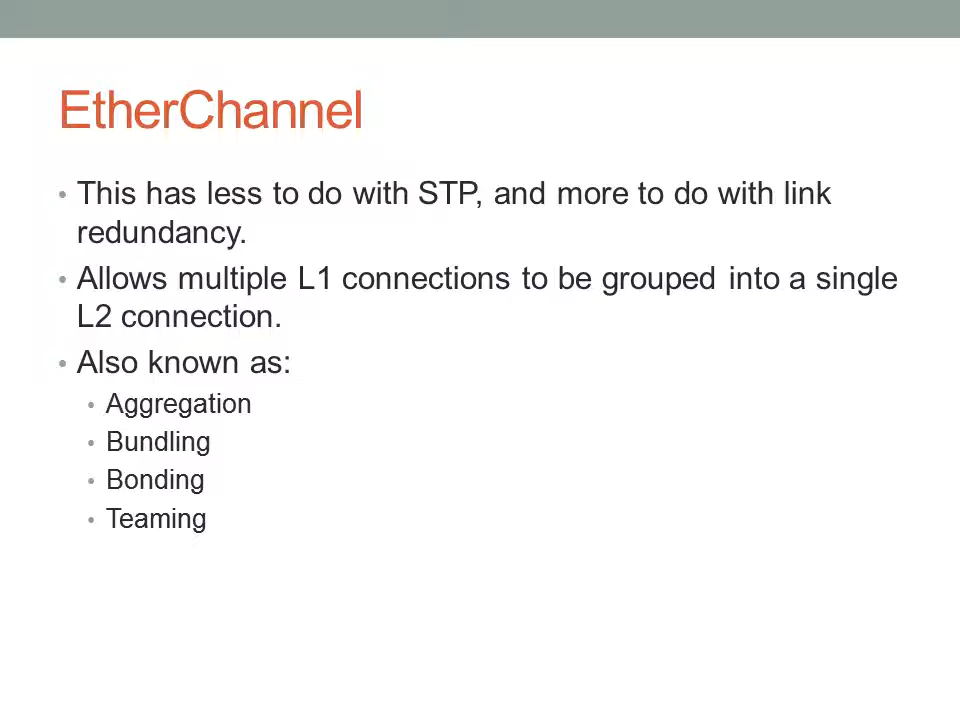 EtherChannel
• This has less to do with STP, and more to do with link
redundancy.
• Allows multiple L1 connections to be grouped into a single
L2 connection.
• Also known as:
• Aggregation
• Bundling
• Bonding
• Teaming